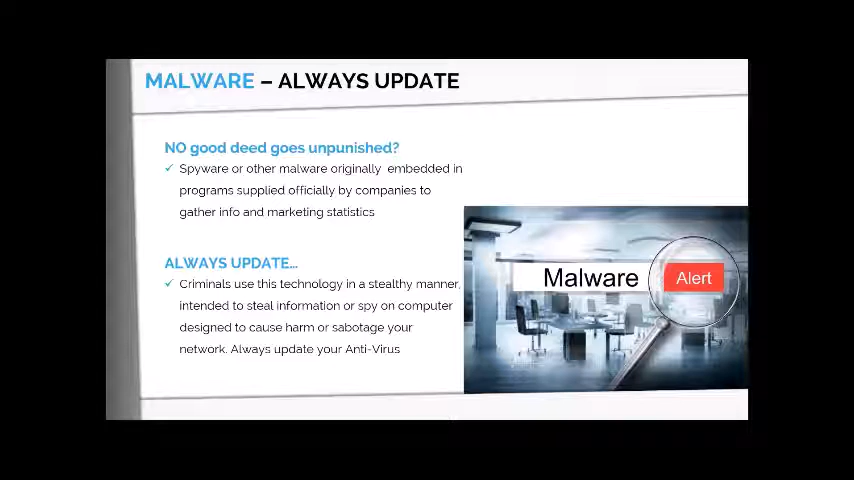 MALWARE – ALWAYS UPDATE
NO good deed goes unpunished?
✓ Spyware or other malware originally embedded in
programs supplied officially by companies to
gather info and marketing statistics
ALWAYS UPDATE...
✓ Criminals use this technology in a stealthy manner,
intended to steal information or spy on computer
designed to cause harm or sabotage your
network. Always update your Anti-Virus
Malware Alert